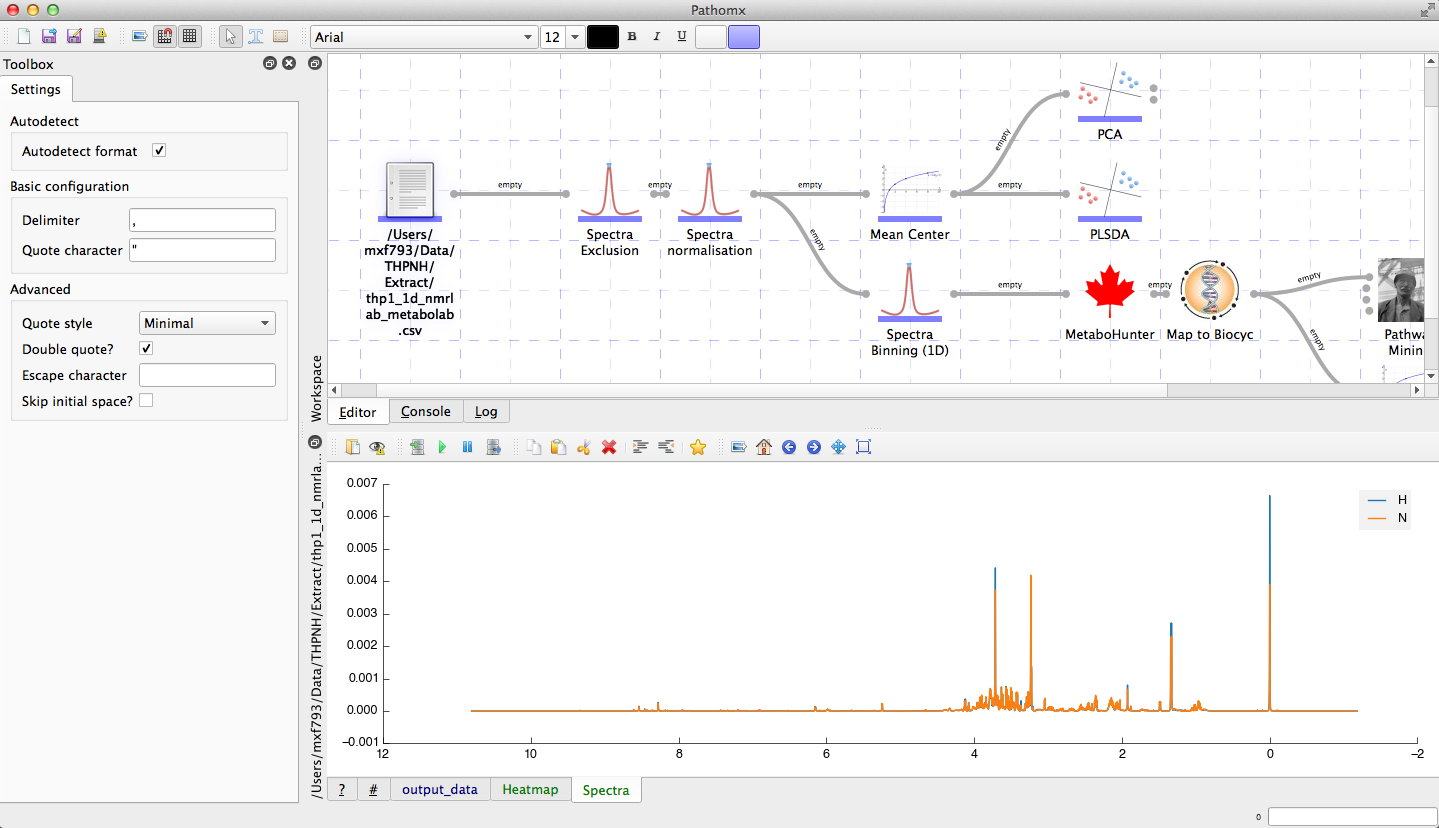 Pathomx
Arial
12
B I U
Toolbox
Settings
Autodetect
Autodetect format
Basic configuration
Delimiter ,
Quote character "
Advanced
Quote style Minimal
Double quote?
Escape character
Skip initial space?
Workspace
empty
empty
empty
empty
empty
empty
empty
empty
empty
empty
/Users/
mxf793/Data/
THPNH/
Extract/
thp1_1d_nmrl
ab_metabolab
.csv
Spectra
Exclusion
Spectra
normalisation
Mean Center
PCA
PLSDA
Spectra
Binning (1D)
MetaboHunter
Map to Biocyc
Pathwa
Minin
Editor
Console
Log
/Users/mxf793/Data/THPNH/Extract/thp1_1d_nmrla...
0.007
0.006
0.005
0.004
0.003
0.002
0.001
0.000
−0.001
12 10 8 6 4 2 0 −2
H
N
?
#
output_data
Heatmap
Spectra
0